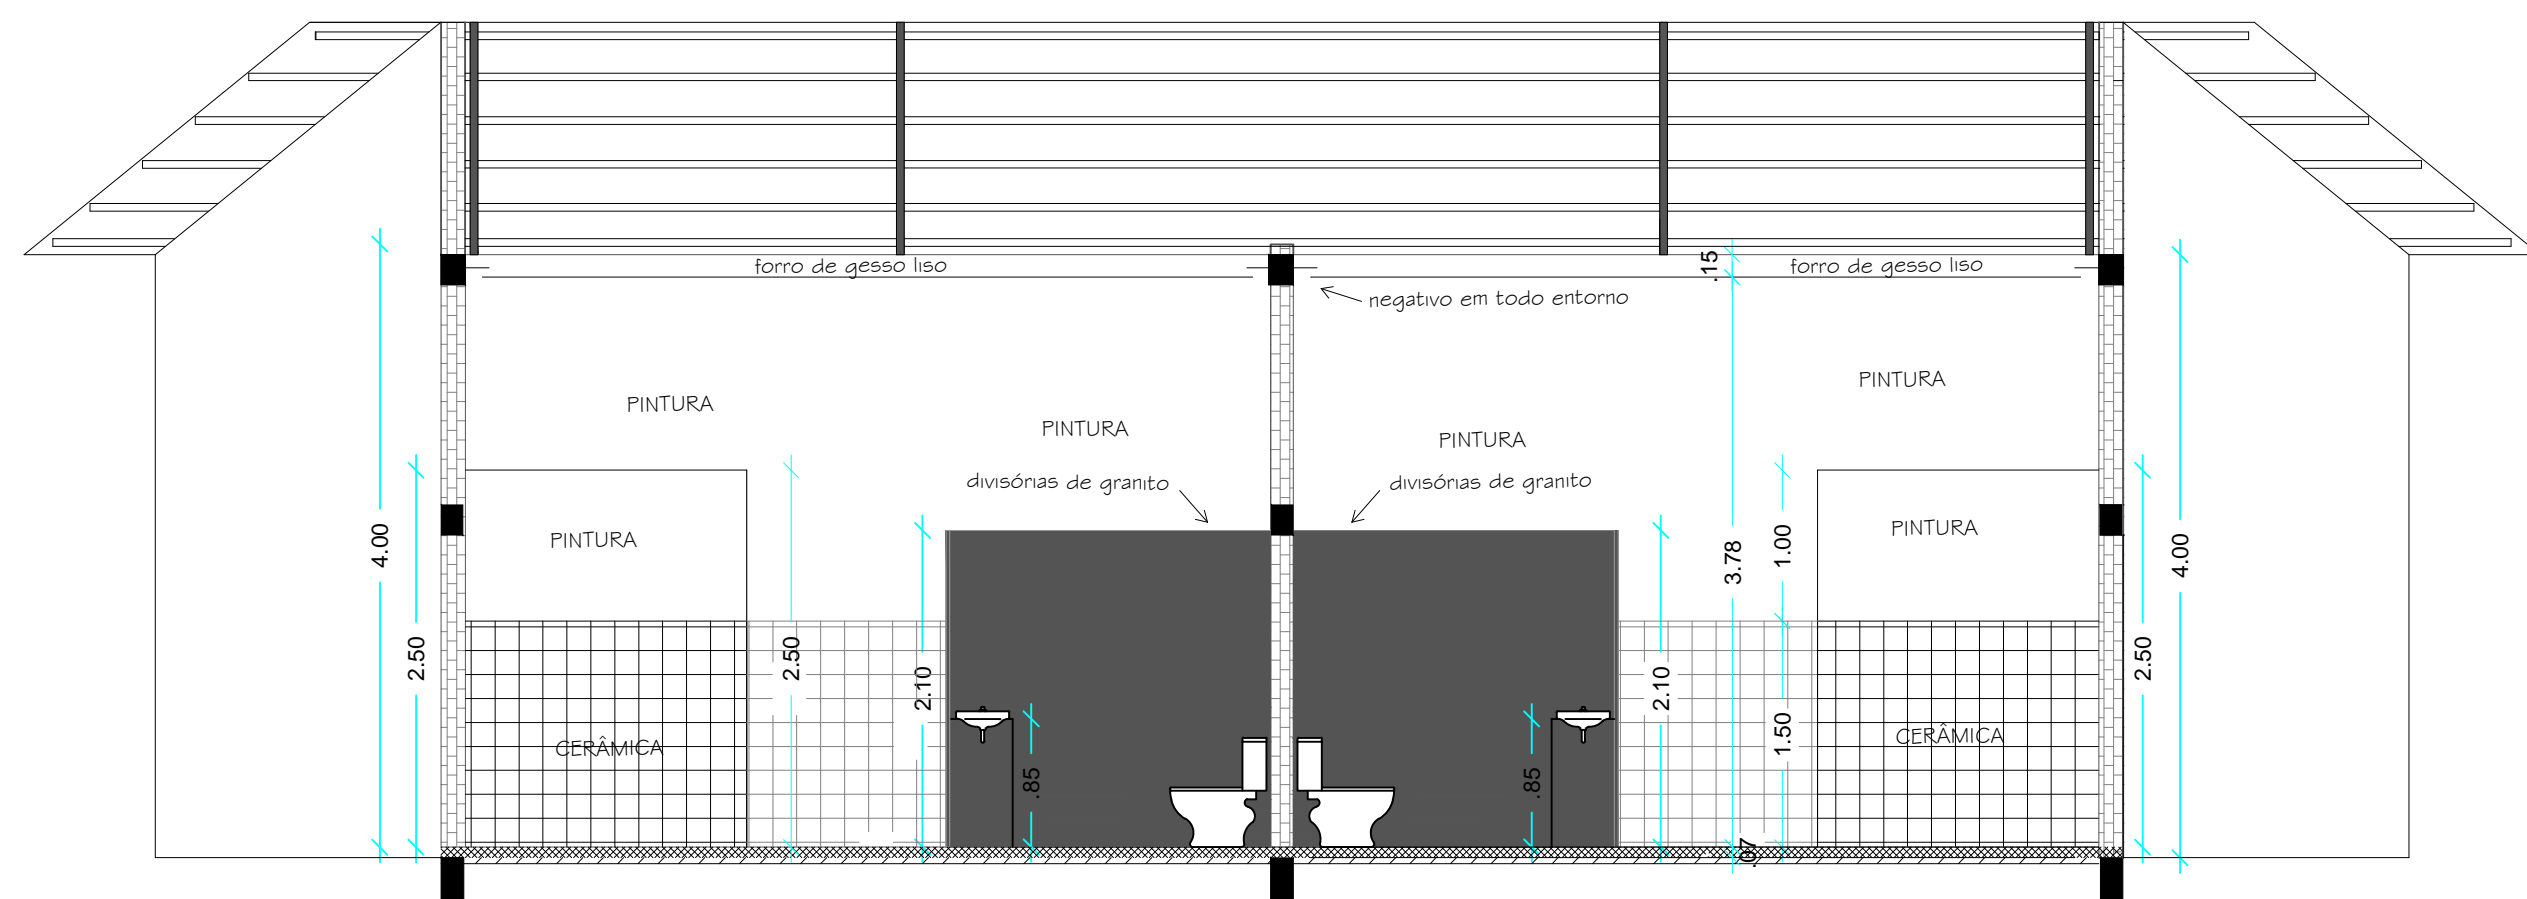 forro de gesso liso
.15
forro de gesso liso
negativo em todo entorno
PINTURA
PINTURA
PINTURA
PINTURA
divisórias de granito
divisórias de granito
PINTURA
PINTURA
4.00
3.78
1.00
4.00
2.50
2.50
2.10
2.10
2.50
CERÂMICA
.85
.85
1.50
CERÂMICA
.07